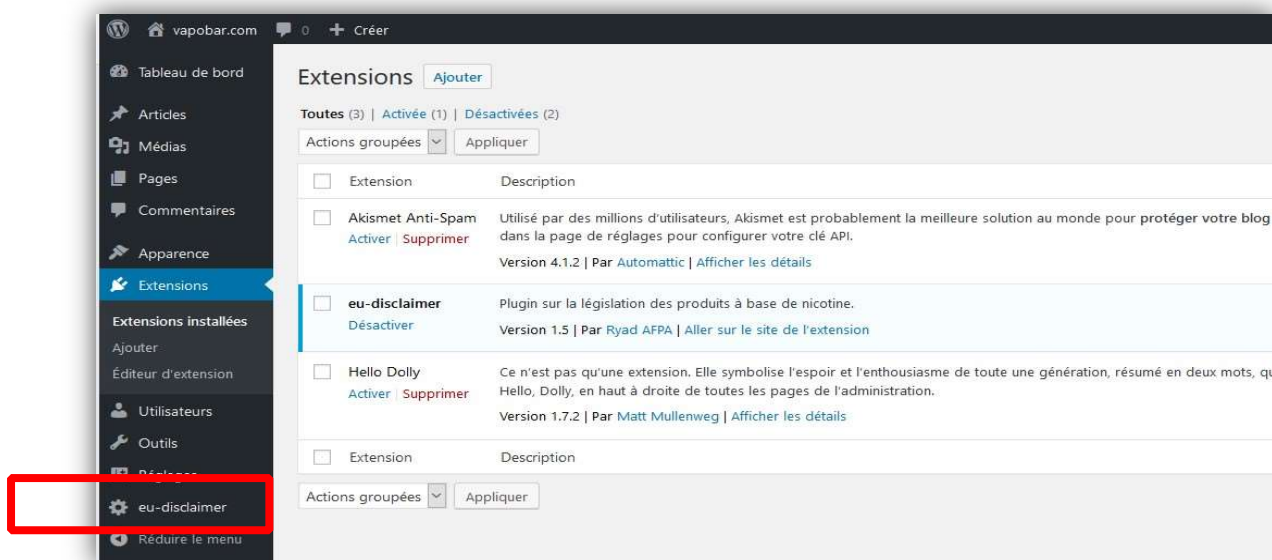 vapobar.com 0 + Créer
Tableau de bord
Articles
Médias
Pages
Commentaires
Apparence
Extensions
Extensions installées
Ajouter
Éditeur d'extension
Utilisateurs
Outils
Réglages
eu-disclaimer
Réduire le menu
Extensions Ajouter
Toutes (3) | Activée (1) | Désactivées (2)
Actions groupées Appliquer
Extension Description
Akismet Anti-Spam Utilisé par des millions d'utilisateurs, Akismet est probablement la meilleure solution au monde pour protéger votre blog
Activer | Supprimer dans la page de réglages pour configurer votre clé API.
Version 4.1.2 | Par Automattic | Afficher les détails
eu-disclaimer Plugin sur la législation des produits à base de nicotine.
Désactiver Version 1.5 | Par Ryad AFPA | Aller sur le site de l'extension
Hello Dolly Ce n'est pas qu'une extension. Elle symbolise l'espoir et l'enthousiasme de toute une génération, résumé en deux mots, qu
Activer | Supprimer Hello, Dolly, en haut à droite de toutes les pages de l'administration.
Version 1.7.2 | Par Matt Mullenweg | Afficher les détails
Extension Description
Actions groupées Appliquer